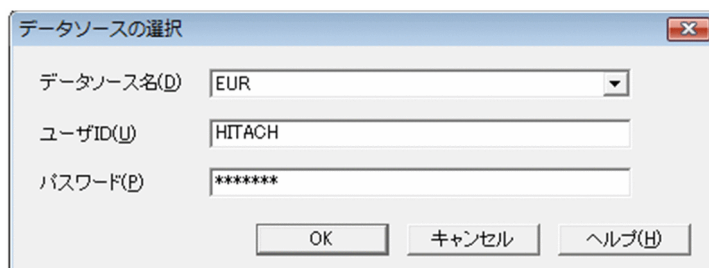 データソースの選択
データソース名(D) EUR
ユーザID(U) HITACH
パスワード(P) *******
OK キャンセル ヘルプ(H)